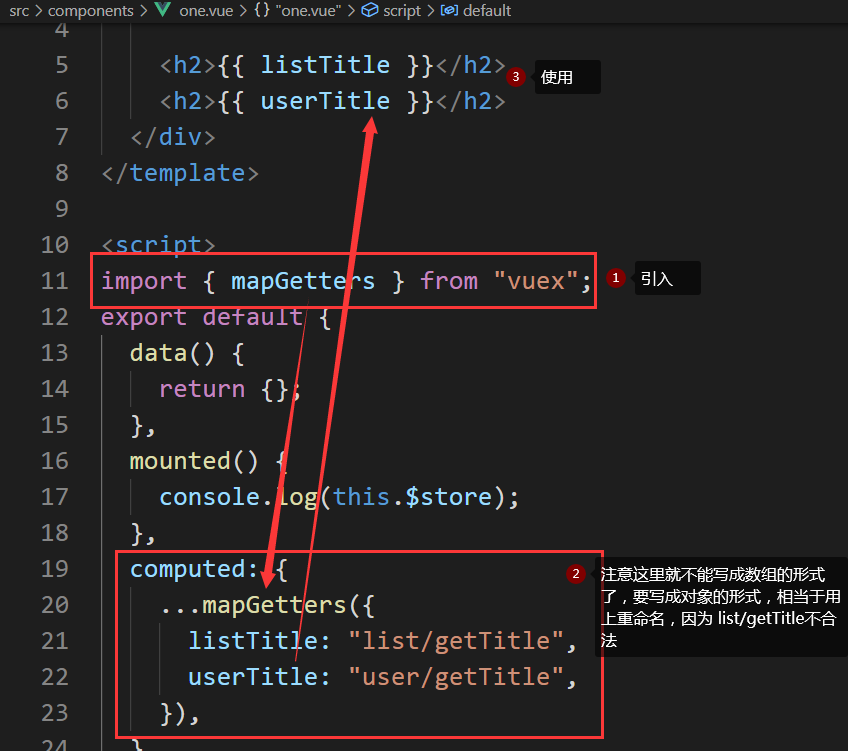 src > components > one.vue > {} "one.vue" > script > default
4
5 <h2>{{ listTitle }}</h2> 3 使用
6 <h2>{{ userTitle }}</h2>
7 </div>
8 </template>
9
10 <script>
11 import { mapGetters } from "vuex"; 1 引入
12 export default {
13 data() {
14 return {};
15 },
16 mounted() {
17 console.log(this.$store);
18 },
19 computed: {
20 ...mapGetters({
21 listTitle: "list/getTitle",
22 userTitle: "user/getTitle",
23 }),
24 }
2 注意这里就不能写成数组的形式
了，要写成对象的形式，相当于用
上重命名，因为 list/getTitle不合
法